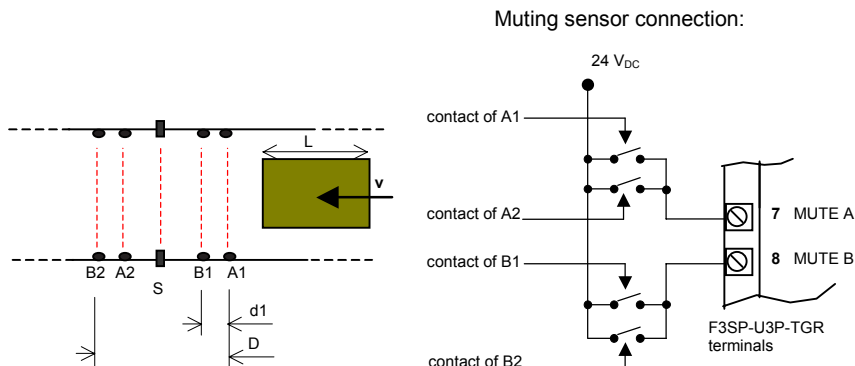 Muting sensor connection:
24 VDC
contact of A1
contact of A2
contact of B1
contact of B2
7 MUTE A
8 MUTE B
F3SP-U3P-TGR
terminals
L
v
B2 A2 B1 A1
S
d1
D